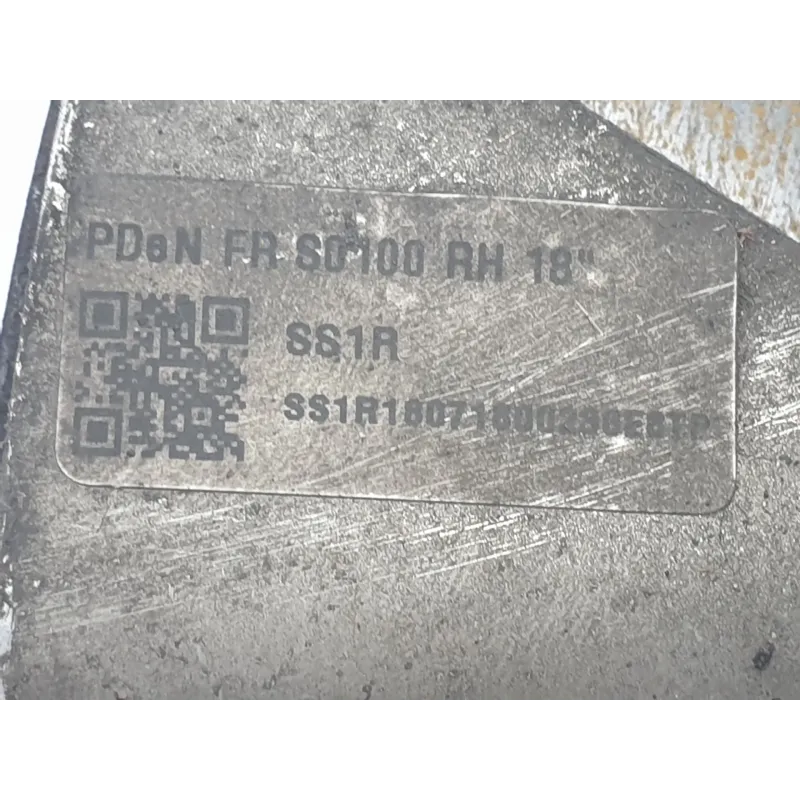 PDeN FR S0100 RH 18"
SS1R